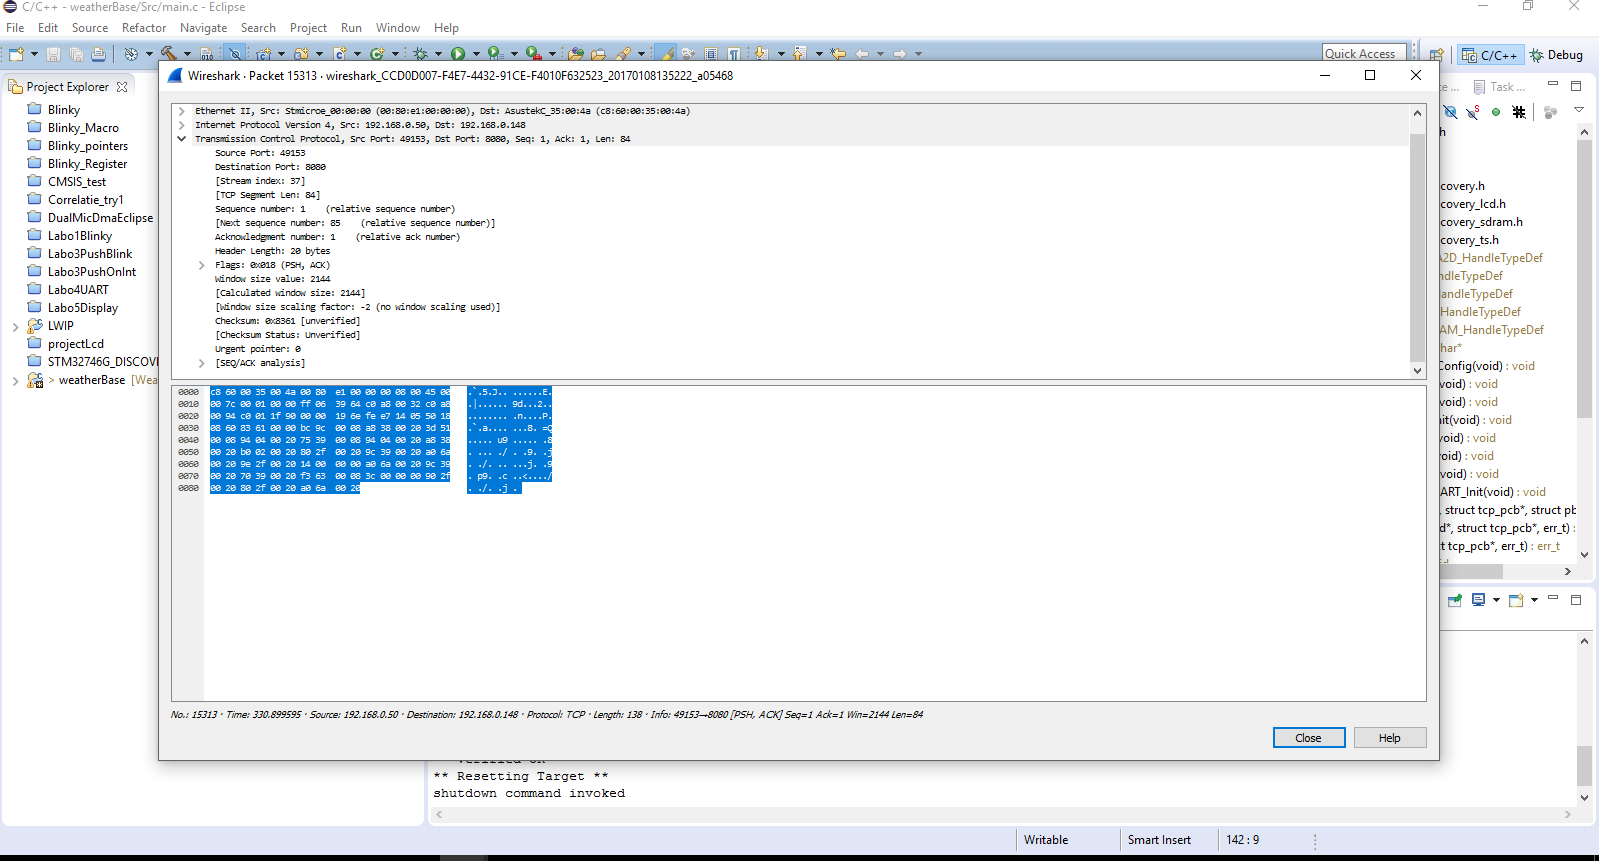 C/C++ - weatherBase/Src/main.c - Eclipse
File Edit Source Refactor Navigate Search Project Run Window Help
Quick Access
C/C++
Debug
Project Explorer
Blinky
Blinky_Macro
Blinky_pointers
Blinky_Register
CMSIS_test
Correlatie_try1
DualMicDmaEclipse
Labo1Blinky
Labo3PushBlink
Labo3PushOnInt
Labo4UART
Labo5Display
LWIP
projectLcd
STM32746G_DISCOVI
> weatherBase [Wea
Wireshark · Packet 15313 · wireshark_CCD0D007-F4E7-4432-91CE-F4010F632523_20170108135222_a05468
Ethernet II, Src: Stmicroe_00:00:00 (00:80:e1:00:00:00), Dst: AsustekC_35:00:4a (c8:60:00:35:00:4a)
Internet Protocol Version 4, Src: 192.168.0.50, Dst: 192.168.0.148
Transmission Control Protocol, Src Port: 49153, Dst Port: 8080, Seq: 1, Ack: 1, Len: 84
Source Port: 49153
Destination Port: 8080
[Stream index: 37]
[TCP Segment Len: 84]
Sequence number: 1 (relative sequence number)
[Next sequence number: 85 (relative sequence number)]
Acknowledgment number: 1 (relative ack number)
Header Length: 20 bytes
Flags: 0x018 (PSH, ACK)
Window size value: 2144
[Calculated window size: 2144]
[Window size scaling factor: -2 (no window scaling used)]
Checksum: 0x8361 [unverified]
[Checksum Status: Unverified]
Urgent pointer: 0
[SEQ/ACK analysis]
0000 c8 60 00 35 00 4a 00 80 e1 00 00 00 08 00 45 00 .`.5.J.. ......E.
0010 00 7c 00 01 00 00 ff 06 39 64 c0 a8 00 32 c0 a8 .|...... 9d...2..
0020 00 94 c0 01 1f 90 00 00 19 6e fe e7 14 05 50 18 ........ .n....P.
0030 08 60 83 61 00 00 bc 9c 00 08 a8 38 00 20 3d 51 .`.a.... ...8. =Q
0040 00 08 94 04 00 20 75 39 00 08 94 04 00 20 a8 38 ..... u9 ..... .8
0050 00 20 b0 02 00 20 80 2f 00 20 9c 39 00 20 a0 6a . ... ./ . .9. .j
0060 00 20 9e 2f 00 20 14 00 00 00 a0 6a 00 20 9c 39 . ./. .. ...j. .9
0070 00 20 70 39 00 20 f3 63 00 08 3c 00 00 00 90 2f . p9. .c ..<..../
0080 00 20 80 2f 00 20 a0 6a 00 20 . ./. .j .
No.: 15313 · Time: 330.899595 · Source: 192.168.0.50 · Destination: 192.168.0.148 · Protocol: TCP · Length: 138 · Info: 49153→8080 [PSH, ACK] Seq=1 Ack=1 Win=2144 Len=84
Close
Help
Task ...
h
covery.h
covery_lcd.h
covery_sdram.h
covery_ts.h
A2D_HandleTypeDef
ndleTypeDef
andleTypeDef
HandleTypeDef
AM_HandleTypeDef
har*
Config(void) : void
void) : void
void) : void
nit(void) : void
void) : void
void) : void
void) : void
ART_Init(void) : void
, struct tcp_pcb*, struct pb
d*, struct tcp_pcb*, err_t) :
t tcp_pcb*, err_t) : err_t
** Resetting Target **
shutdown command invoked
Writable
Smart Insert
142 : 9